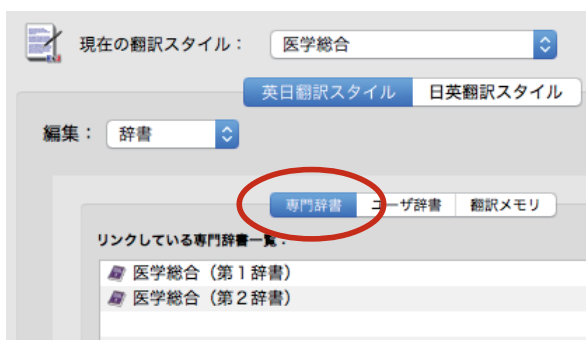 現在の翻訳スタイル： 医学総合
英日翻訳スタイル 日英翻訳スタイル
編集： 辞書
専門辞書 ユーザ辞書 翻訳メモリ
リンクしている専門辞書一覧：
医学総合（第１辞書）
医学総合（第２辞書）